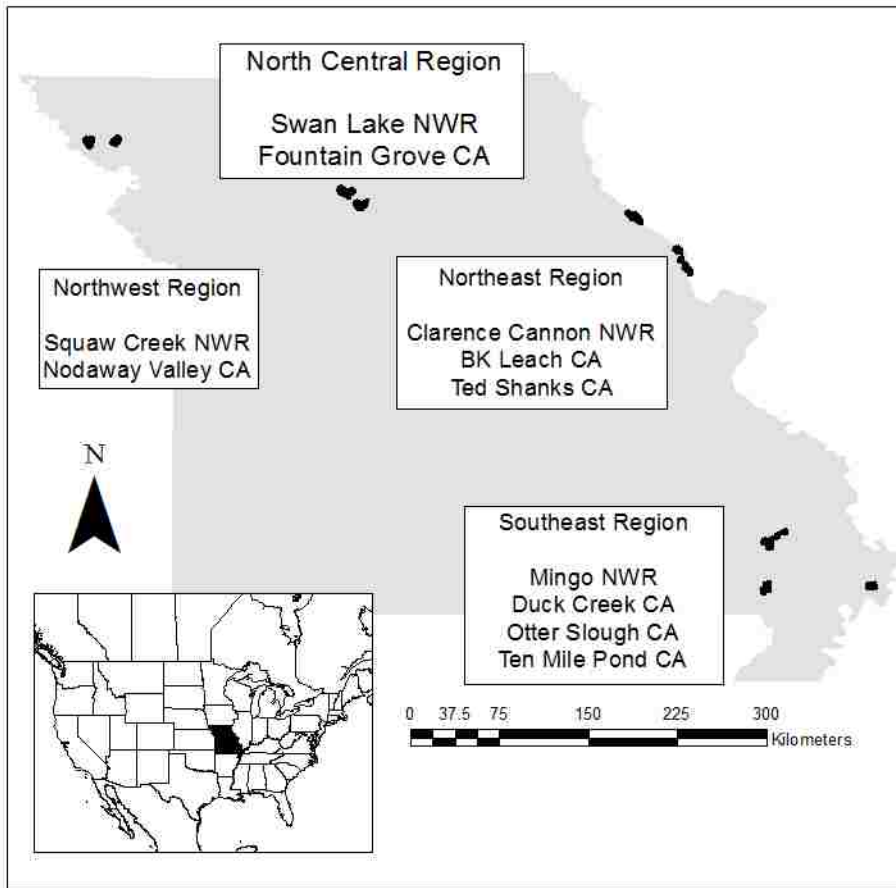 North Central Region
Swan Lake NWR
Fountain Grove CA
Northwest Region
Squaw Creek NWR
Nodaway Valley CA
Northeast Region
Clarence Cannon NWR
BK Leach CA
Ted Shanks CA
N
Southeast Region
Mingo NWR
Duck Creek CA
Otter Slough CA
Ten Mile Pond CA
0 37.5 75 150 225 300
Kilometers